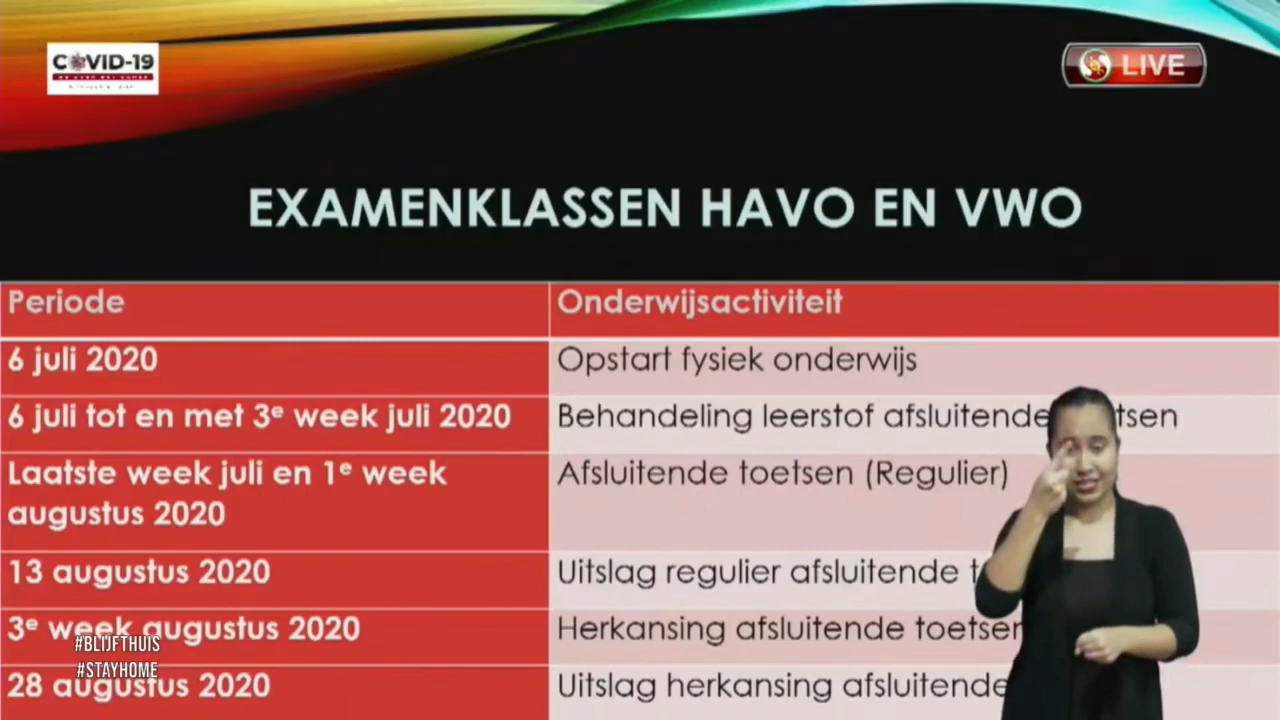 COVID-19
LIVE
EXAMENKLASSEN HAVO EN VWO
Periode
Onderwijsactiviteit
6 juli 2020
Opstart fysiek onderwijs
6 juli tot en met 3e week juli 2020
Behandeling leerstof afsluitende
Laatste week juli en 1e week
augustus 2020
Afsluitende toetsen (Regulier)
13 augustus 2020
Uitslag regulier afsluitende
3e week augustus 2020
Herkansing afsluitende toetsen
28 augustus 2020
Uitslag herkansing afsluitende
#BLIJFTHUIS
#STAYHOME